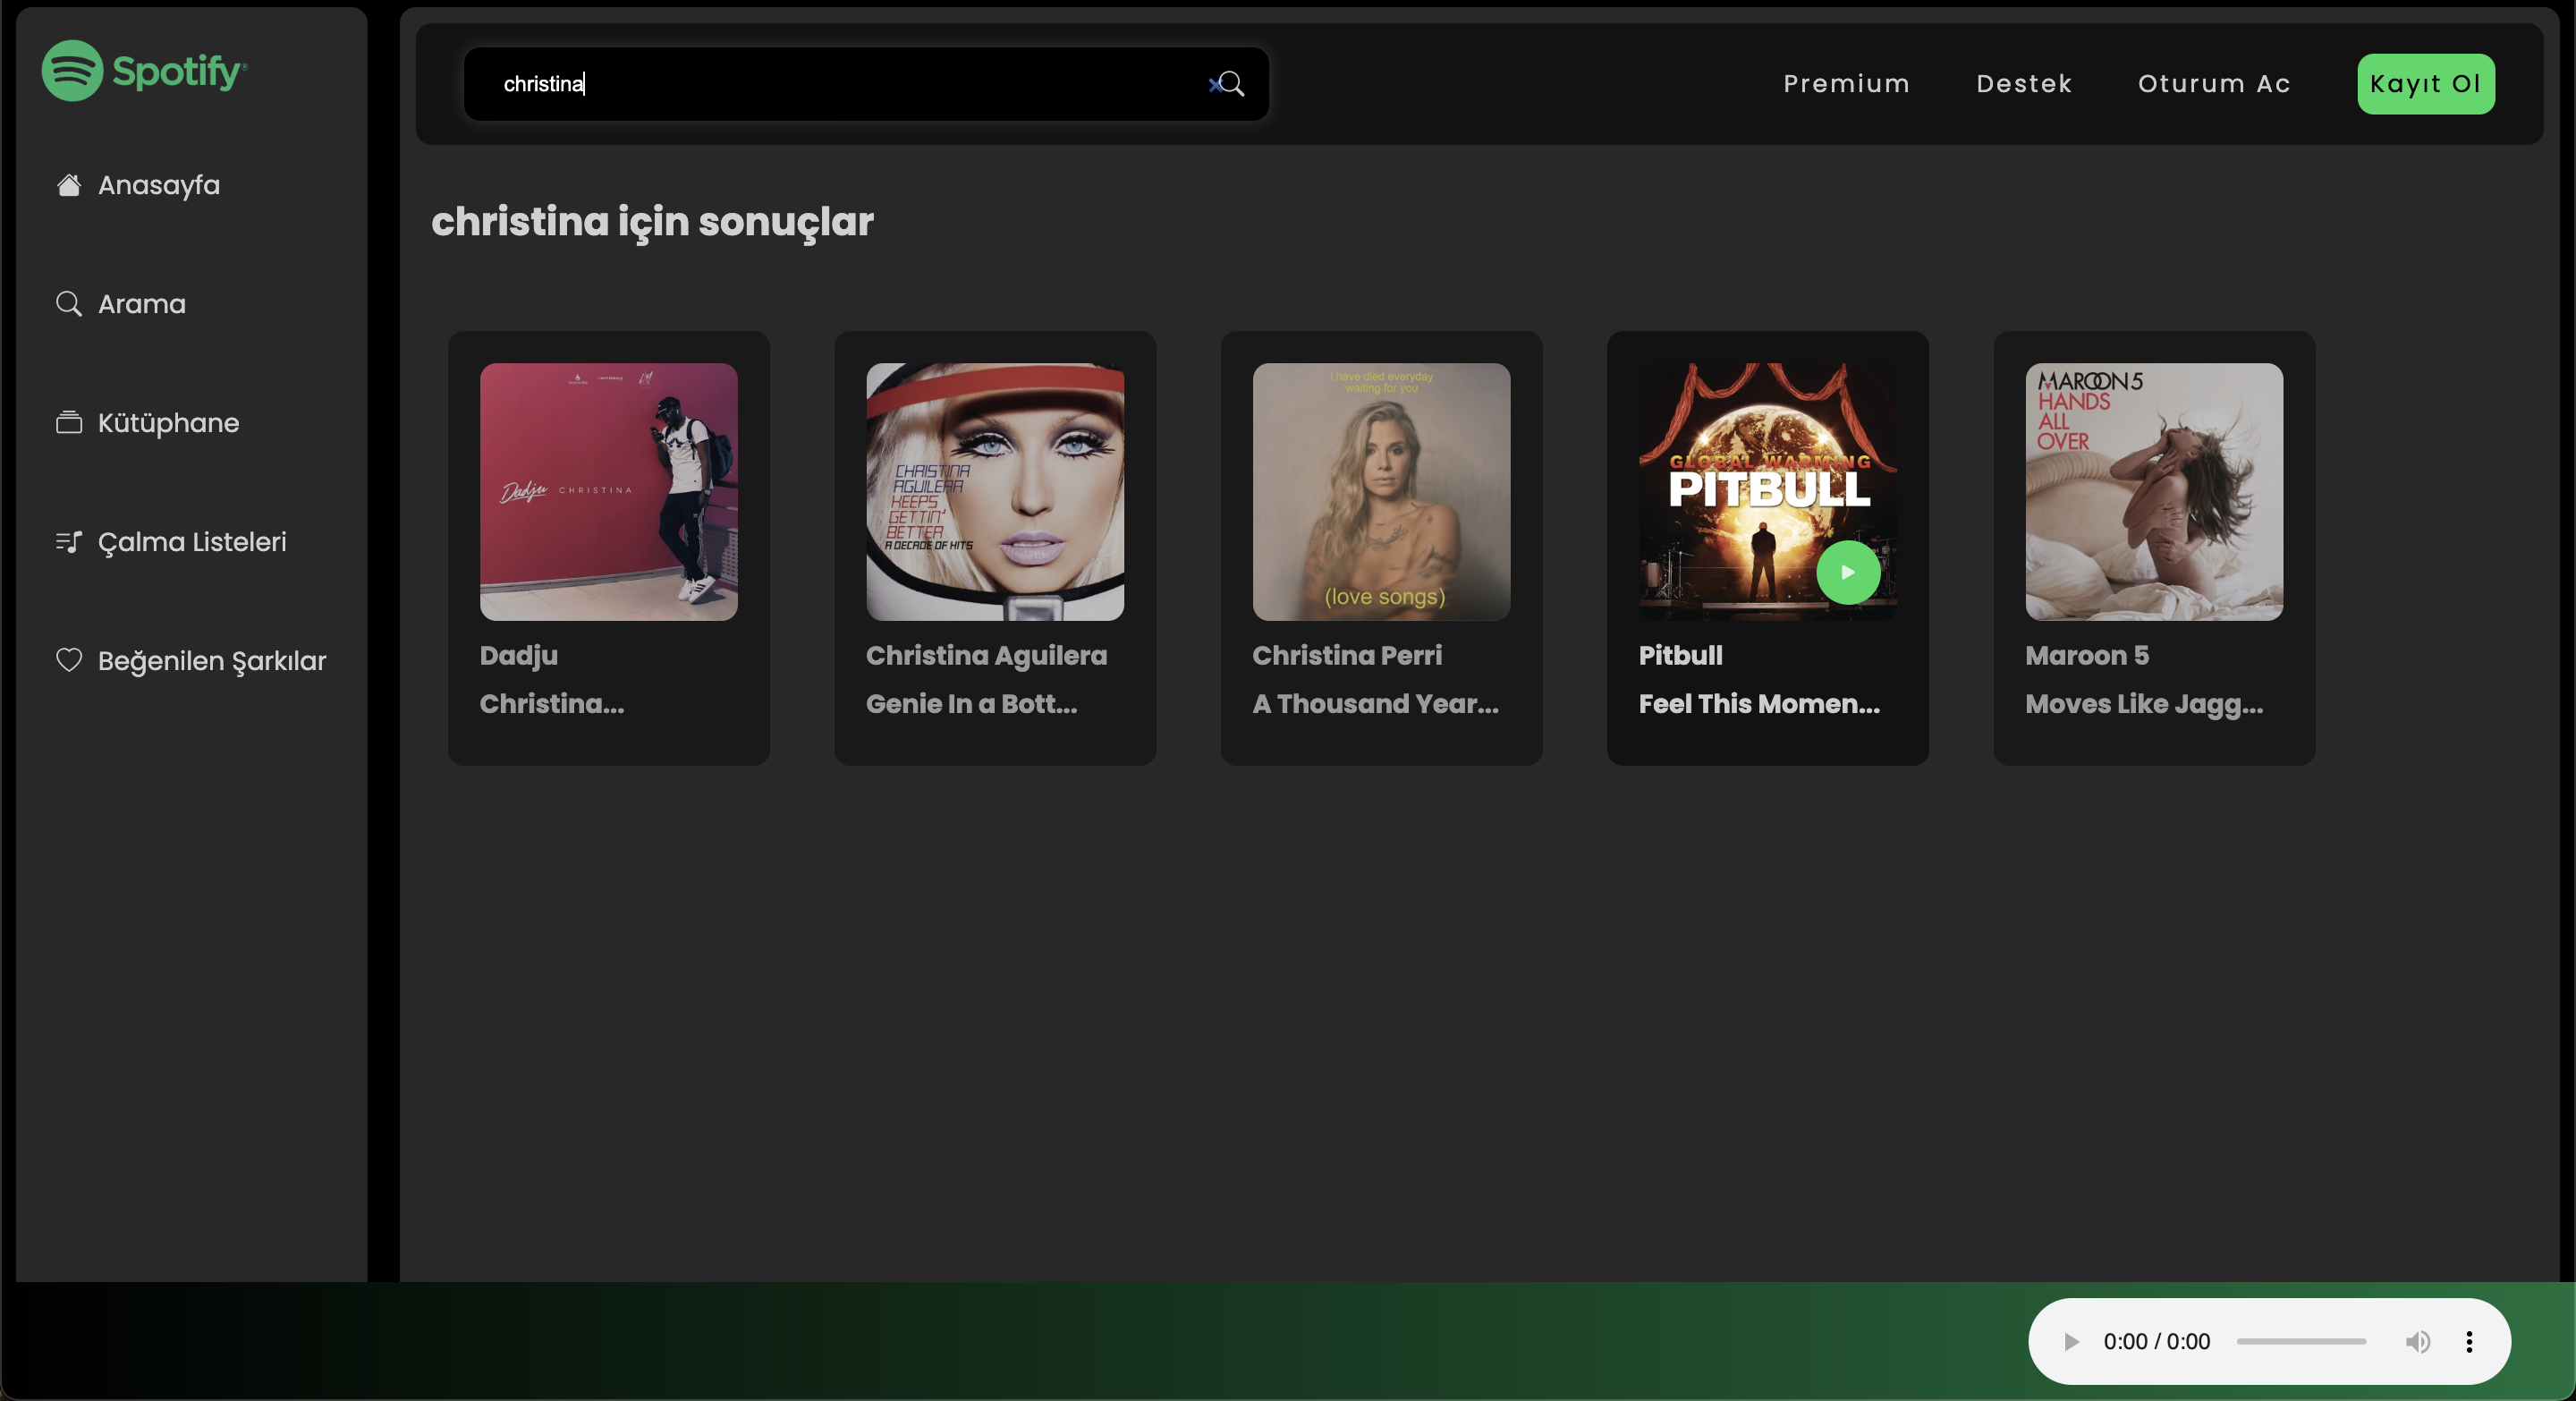 Spotify®
Anasayfa
Arama
Kütüphane
Çalma Listeleri
Beğenilen Şarkılar
christina
Premium
Destek
Oturum Ac
Kayıt Ol
christina için sonuçlar
Dadju CHRISTINA
Dadju
Christina...
CHRISTINA
AGUILERA
KEEPS
GETTIN'
BETTER
A DECADE OF HITS
Christina Aguilera
Genie In a Bott...
i have died everyday
waiting for you
(love songs)
Christina Perri
A Thousand Year...
GLOBAL WARMING
PITBULL
Pitbull
Feel This Momen...
MAROON 5
HANDS
ALL
OVER
Maroon 5
Moves Like Jagg...
0:00 / 0:00